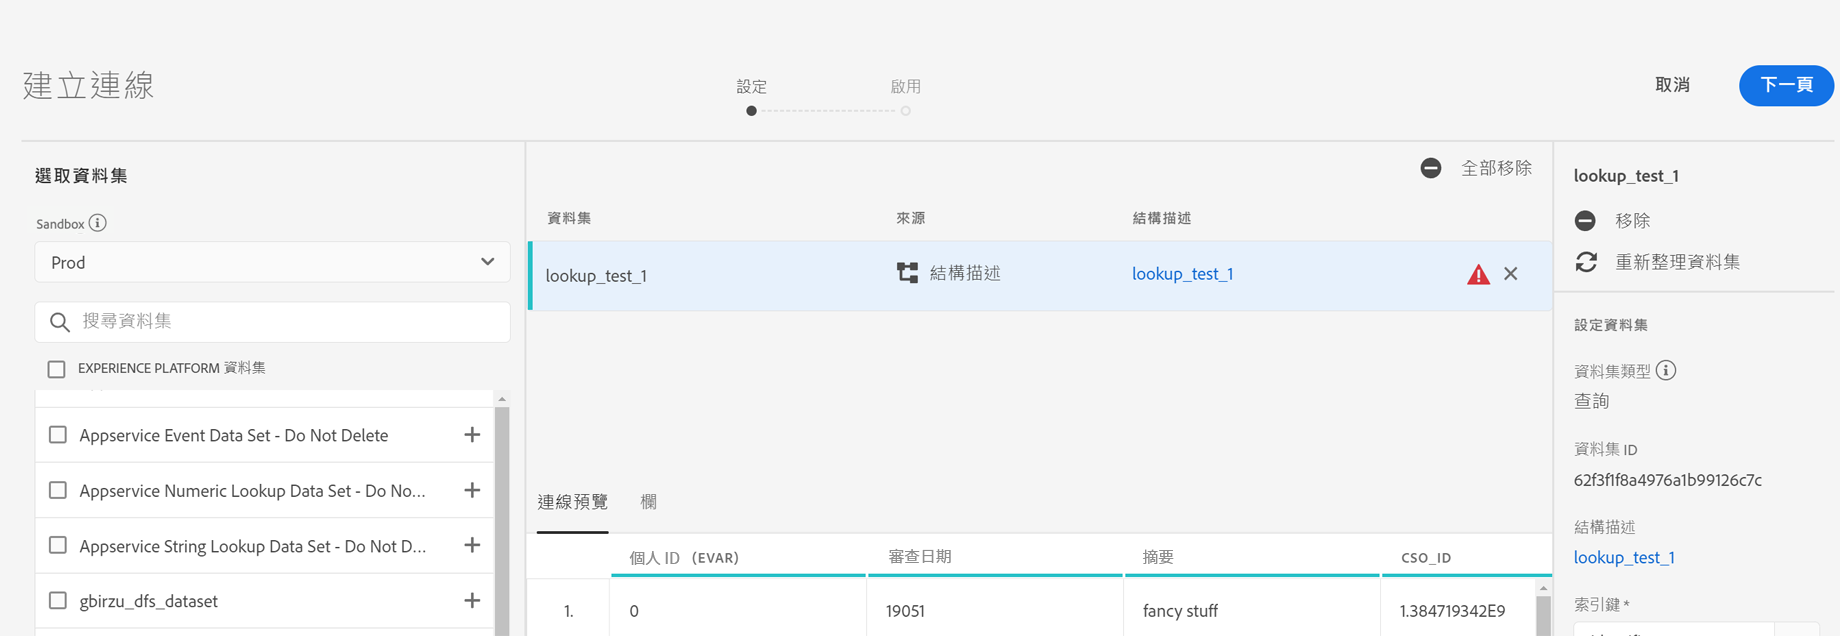 建立連線
設定
啟用
取消
下一頁
選取資料集
Sandbox
Prod
搜尋資料集
EXPERIENCE PLATFORM 資料集
Appservice Event Data Set - Do Not Delete
Appservice Numeric Lookup Data Set - Do No...
Appservice String Lookup Data Set - Do Not D...
gbirzu_dfs_dataset
全部移除
資料集 來源 結構描述
lookup_test_1 結構描述 lookup_test_1
連線預覽 欄
個人 ID (EVAR) 審查日期 摘要 CSO_ID
1. 0 19051 fancy stuff 1.384719342E9
lookup_test_1
移除
重新整理資料集
設定資料集
資料集類型
查詢
資料集 ID
62f3f1f8a4976a1b99126c7c
結構描述
lookup_test_1
索引鍵 *